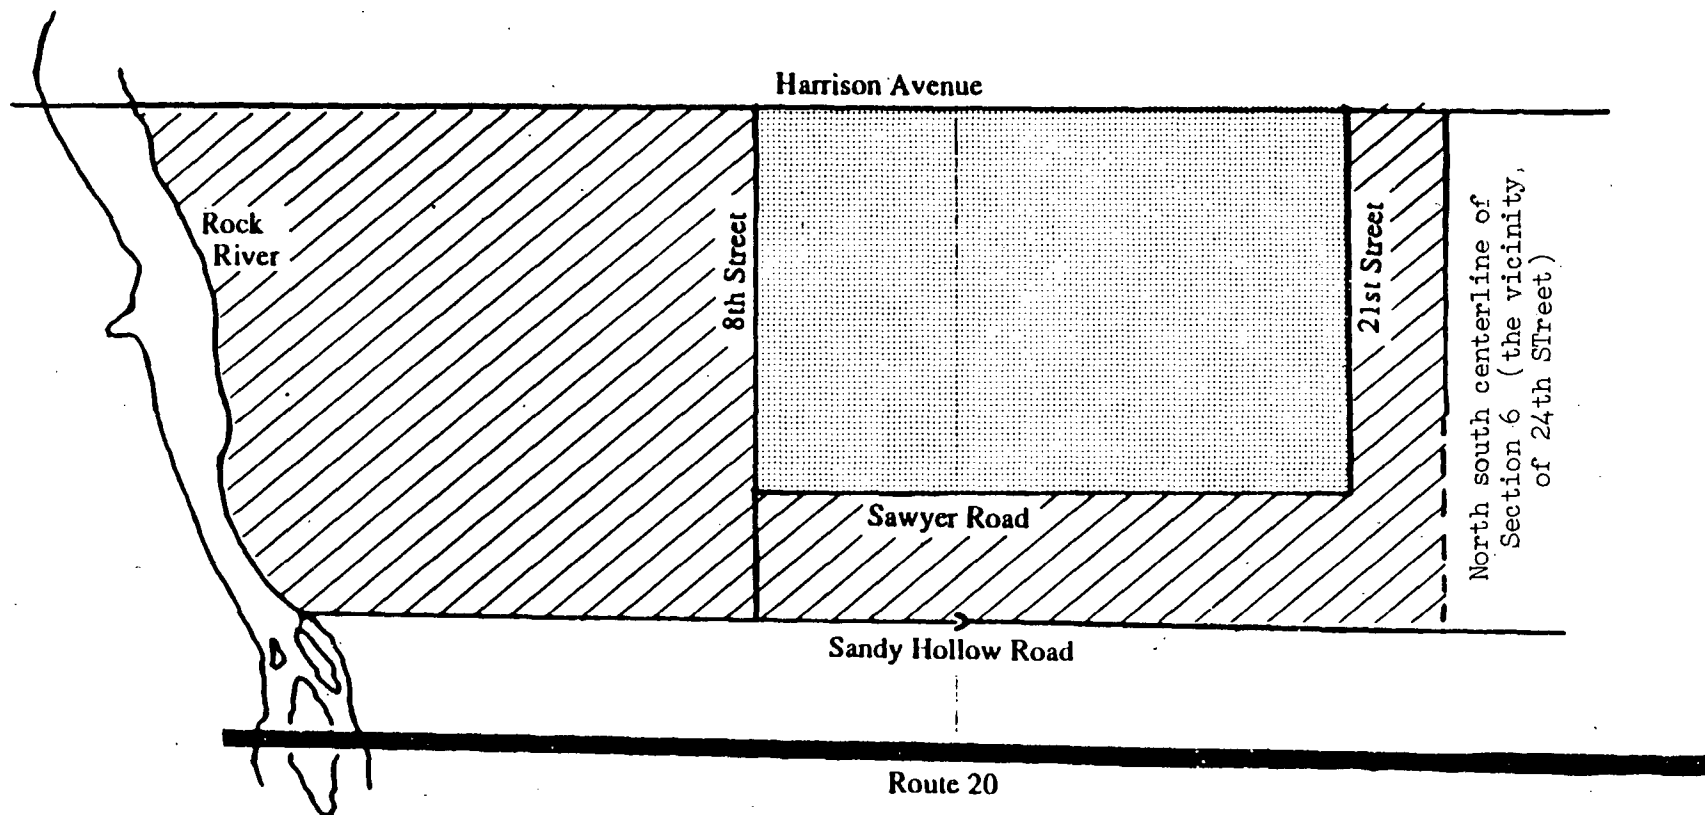 Harrison Avenue
Rock
River
8th Street
21st Street
North south centerline of
Section 6 (the vicinity,
of 24th STreet)
Sawyer Road
Sandy Hollow Road
Route 20